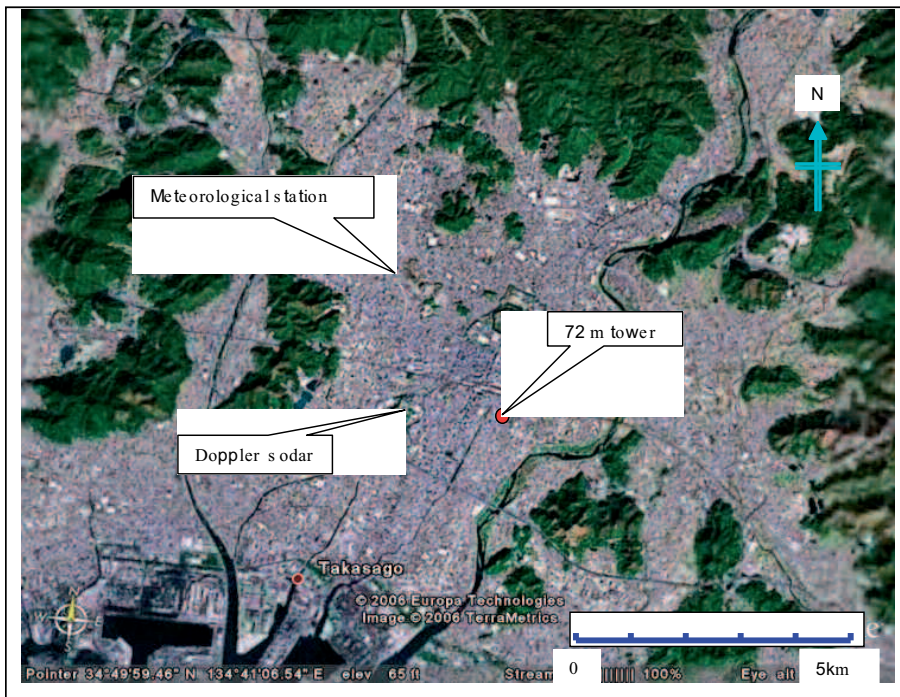 N
Meteorological station
72 m tower
Doppler sodar
Takasago
N
W
E
S
© 2006 Europa Technologies
Image © 2006 TerraMetrics
0
5km
Pointer 34°49'59.46" N 134°41'06.54" E elev 65 ft
Stream
100%
Eye alt